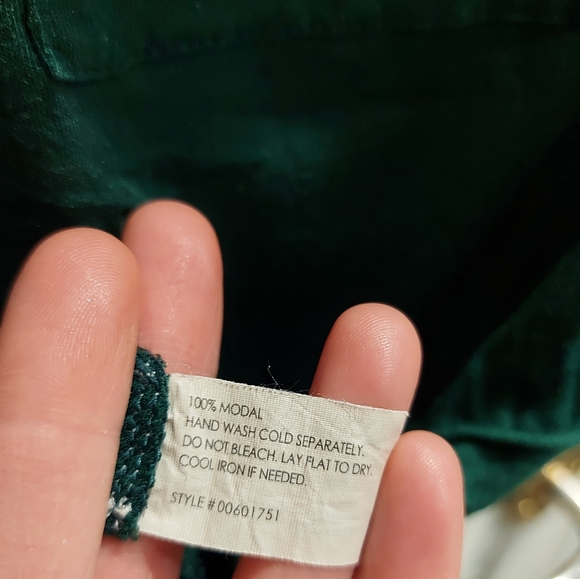 100% MODAL
HAND WASH COLD SEPARATELY.
DO NOT BLEACH. LAY FLAT TO DRY.
COOL IRON IF NEEDED.
STYLE #00601751